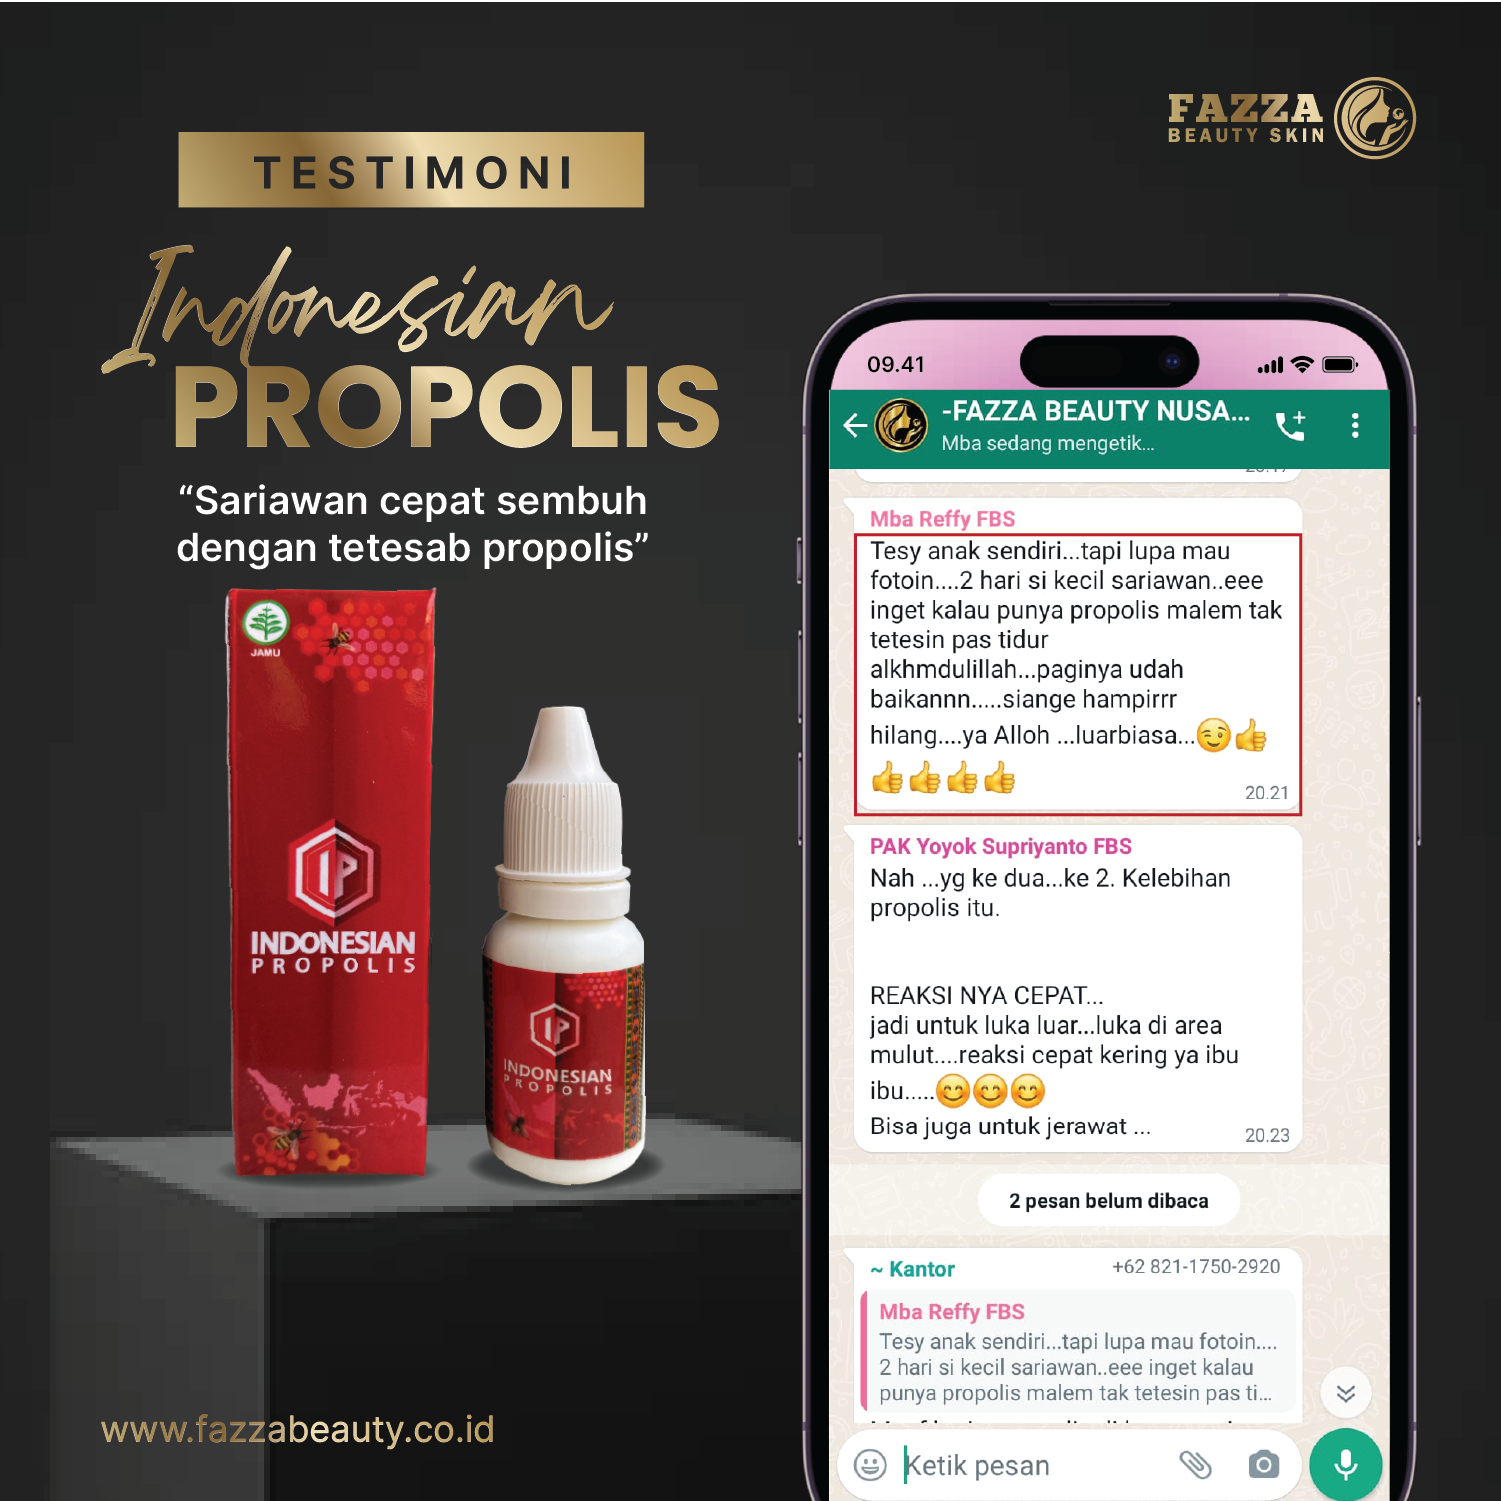 FAZZA
BEAUTY SKIN
TESTIMONI
Indonesian
PROPOLIS
“Sariawan cepat sembuh
dengan tetesab propolis”
JAMU
IP
INDONESIAN
PROPOLIS
IP
INDONESIAN
PROPOLIS
www.fazzabeauty.co.id
09.41
-FAZZA BEAUTY NUSA...
Mba sedang mengetik...
Mba Reffy FBS
Tesy anak sendiri...tapi lupa mau
fotoin....2 hari si kecil sariawan..eee
inget kalau punya propolis malem tak
tetesin pas tidur
alkhmdulillah...paginya udah
baikannn.....siange hampirrr
hilang....ya Alloh ...luarbiasa...😉👍
👍👍👍👍
20.21
PAK Yoyok Supriyanto FBS
Nah ...yg ke dua...ke 2. Kelebihan
propolis itu.
REAKSI NYA CEPAT...
jadi untuk luka luar...luka di area
mulut....reaksi cepat kering ya ibu
ibu.....😊😊😊
Bisa juga untuk jerawat ...
20.23
2 pesan belum dibaca
~ Kantor
+62 821-1750-2920
Mba Reffy FBS
Tesy anak sendiri...tapi lupa mau fotoin....
2 hari si kecil sariawan..eee inget kalau
punya propolis malem tak tetesin pas ti...
Ketik pesan